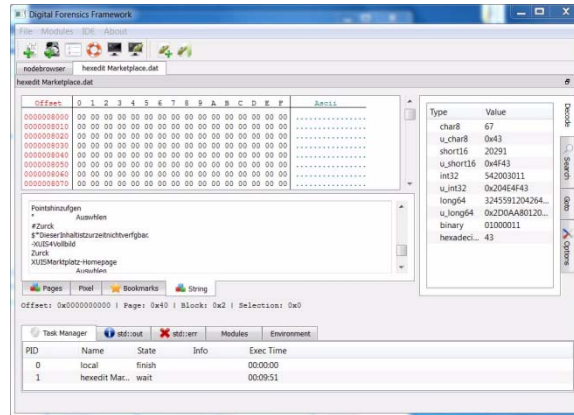 Digital Forensics Framework
File Modules IDE About
nodebrowser hexedit Marketplace.dat
hexedit Marketplace.dat
Offset 0 1 2 3 4 5 6 7 8 9 A B C D E F Ascii
0000008000 00 00 00 00 00 00 00 00 00 00 00 00 00 00 00 00 ................
0000008010 00 00 00 00 00 00 00 00 00 00 00 00 00 00 00 00 ................
0000008020 00 00 00 00 00 00 00 00 00 00 00 00 00 00 00 00 ................
0000008030 00 00 00 00 00 00 00 00 00 00 00 00 00 00 00 00 ................
0000008040 00 00 00 00 00 00 00 00 00 00 00 00 00 00 00 00 ................
0000008050 00 00 00 00 00 00 00 00 00 00 00 00 00 00 00 00 ................
0000008060 00 00 00 00 00 00 00 00 00 00 00 00 00 00 00 00 ................
0000008070 00 00 00 00 00 00 00 00 00 00 00 00 00 00 00 00 ................
Type Value
char8 67
u_char8 0x43
short16 20291
u_short16 0x4F43
int32 542003011
u_int32 0x204E4F43
long64 3245591204264...
u_long64 0x2D0AA80120...
binary 01000011
hexadeci... 43
Decode
Search
Goto
Options
Pointshinzufgen
" Auswhlen
#Zurck
$"DieserInhaltistzurzeitnichtverfgbar.
-XUIS4Vollbild
Zurck
XUIS5Marktplatz-Homepage
Auswhlen
Pages Pixel Bookmarks String
Offset: 0x0000000000 | Page: 0x40 | Block: 0x2 | Selection: 0x0
Task Manager std::out std::err Modules Environment
PID Name State Info Exec Time
0 local finish 00:00:00
1 hexedit Mar... wait 00:09:51